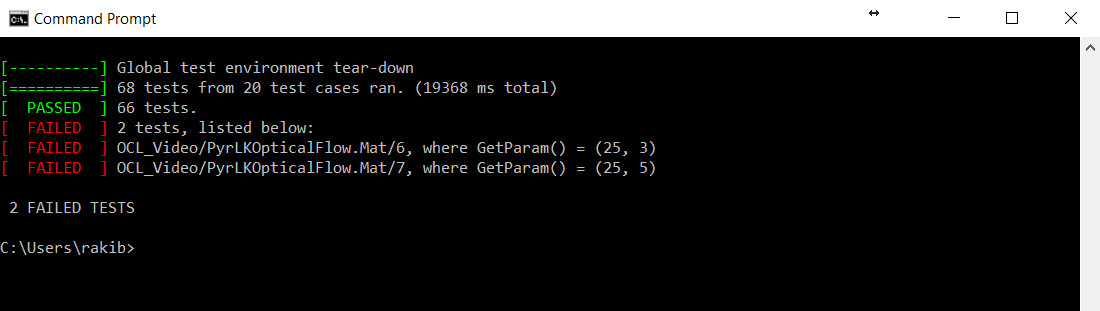 Command Prompt
[----------] Global test environment tear-down
[==========] 68 tests from 20 test cases ran. (19368 ms total)
[  PASSED  ] 66 tests.
[  FAILED  ] 2 tests, listed below:
[  FAILED  ] OCL_Video/PyrLKOpticalFlow.Mat/6, where GetParam() = (25, 3)
[  FAILED  ] OCL_Video/PyrLKOpticalFlow.Mat/7, where GetParam() = (25, 5)
2 FAILED TESTS
C:\Users\rakib>